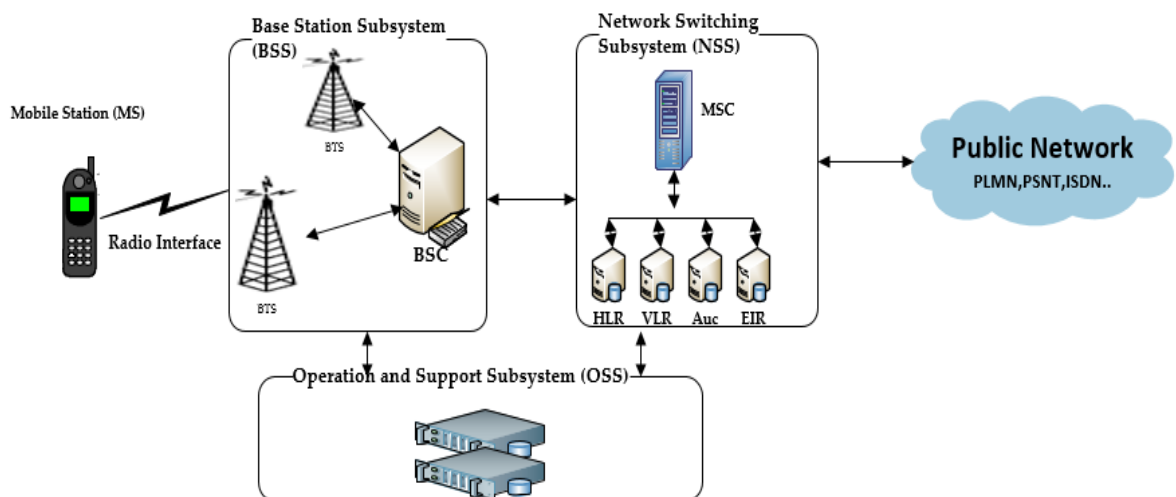 Mobile Station (MS)
Radio Interface
Base Station Subsystem
(BSS)
BTS
BTS
BSC
Network Switching
Subsystem (NSS)
MSC
HLR
VLR
Auc
EIR
Public Network
PLMN,PSNT,ISDN..
Operation and Support Subsystem (OSS)